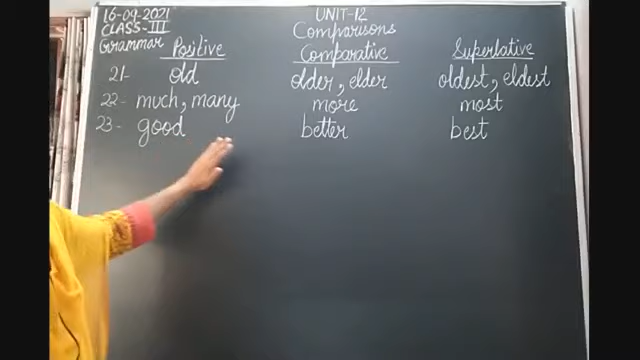 16-09-2021 UNIT-12
CLASS-III Comparisons
Grammar Positive Comparative Superlative
21- old older, elder oldest, eldest
22- much, many more most
23- good better best